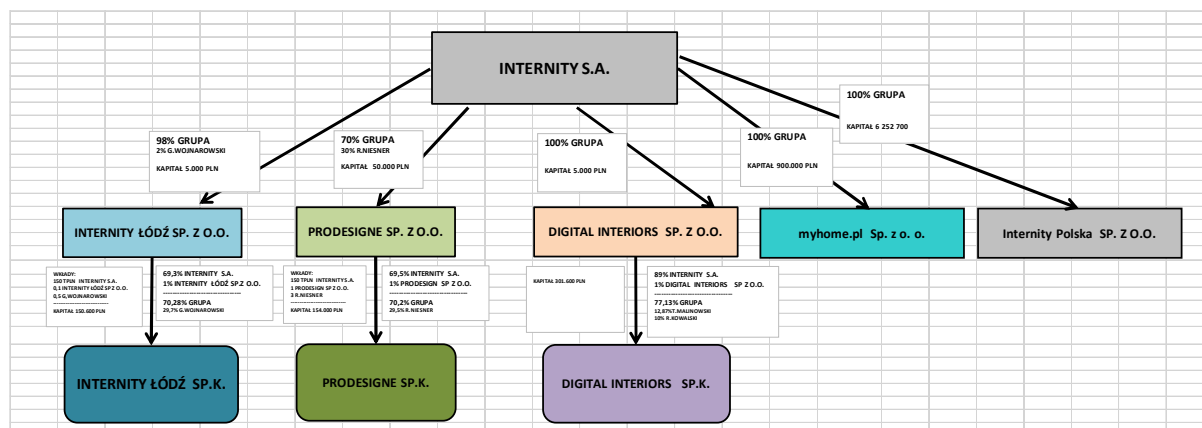 INTERNITY S.A.
100% GRUPA
KAPITAŁ 6 252 700
98% GRUPA
2% G.WOJNAROWSKI
KAPITAŁ 5.000 PLN
70% GRUPA
30% R.NIESNER
KAPITAŁ 50.000 PLN
100% GRUPA
KAPITAŁ 5.000 PLN
100% GRUPA
KAPITAŁ 900.000 PLN
INTERNITY ŁÓDŹ SP. Z O.O.
PRODESIGNE SP. Z O.O.
DIGITAL INTERIORS SP. Z O.O.
myhome.pl Sp. z o. o.
Internity Polska SP. Z O.O.
WKŁADY:
150 TPLN INTERNITY S.A.
0,1 INTERNITY ŁÓDŹ SP Z O.O.
0,5 G,WOJNAROWSKI
------------------------
KAPITAŁ 150.600 PLN
69,3% INTERNITY S.A.
1% INTERNITY ŁÓDŹ SP.Z O.O.
--------------------------------
70,28% GRUPA
29,7% G.WOJNAROWSKI
WKŁADY:
150 TPLN INTERNITY S.A.
1 PRODESIGN SP Z O.O.
3 R.NIESNER
------------------------
KAPITAŁ 154.000 PLN
69,5% INTERNITY S.A.
1% PRODESIGN SP Z O.O.
--------------------------------
70,2% GRUPA
29,5% R.NIESNER
KAPITAŁ 301.600 PLN
89% INTERNITY S.A.
1% DIGITAL INTERIORS SP Z O.O.
--------------------------------
77,13% GRUPA
12,87%T.MALINOWSKI
10% R.KOWALSKI
INTERNITY ŁÓDŹ SP.K.
PRODESIGNE SP.K.
DIGITAL INTERIORS SP.K.